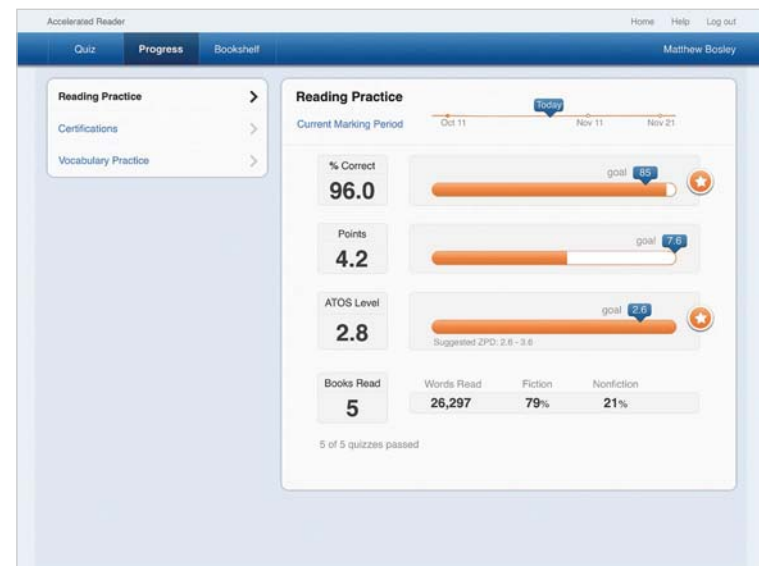 Accelerated Reader Home Help Log out
Quiz Progress Bookshelf Matthew Bosley
Reading Practice
Certifications
Vocabulary Practice
Reading Practice
Today
Current Marking Period Oct 11 Nov 11 Nov 21
% Correct
96.0
goal 85
Points
4.2
goal 7.6
ATOS Level
2.8
goal 2.6
Suggested ZPD: 2.6 - 3.6
Books Read
5
Words Read Fiction Nonfiction
26,297 79% 21%
5 of 5 quizzes passed